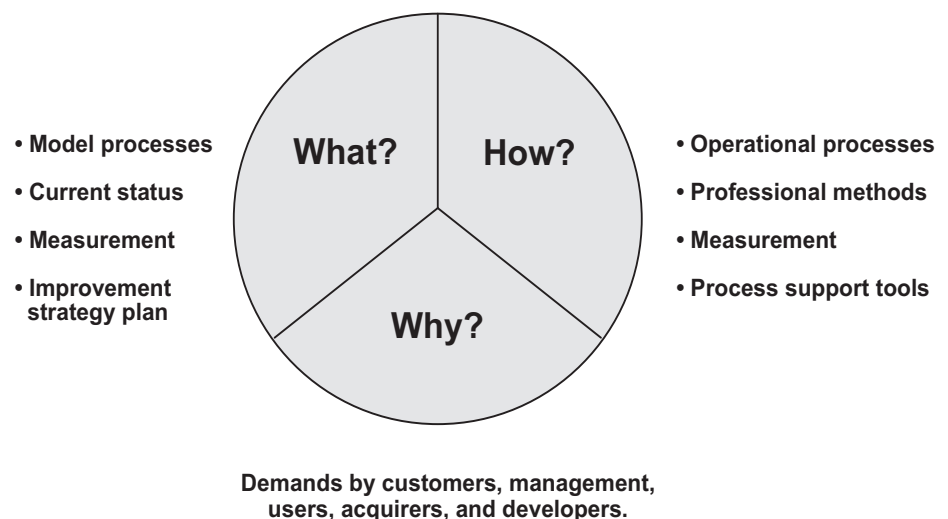 What?
How?
Why?
• Model processes
• Current status
• Measurement
• Improvement
strategy plan
• Operational processes
• Professional methods
• Measurement
• Process support tools
Demands by customers, management,
users, acquirers, and developers.